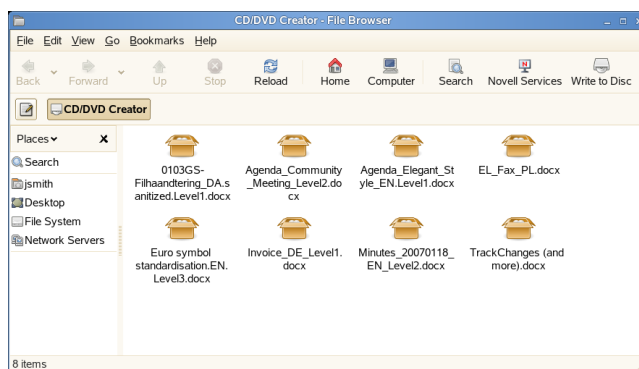 CD/DVD Creator - File Browser
File Edit View Go Bookmarks Help
Back Forward Up Stop Reload Home Computer Search Novell Services Write to Disc
CD/DVD Creator
Places
Search
jsmith
Desktop
File System
Network Servers
0103GS-
Filhaandtering_DA.s
anitized.Level1.docx
Agenda_Community
_Meeting_Level2.do
cx
Agenda_Elegant_St
yle_EN.Level1.docx
EL_Fax_PL.docx
Euro symbol
standardisation.EN.
Level3.docx
Invoice_DE_Level1.
docx
Minutes_20070118_
EN_Level2.docx
TrackChanges (and
more).docx
8 items